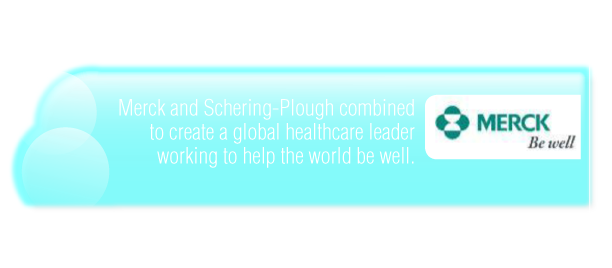 Merck and Schering-Plough combined
to create a global healthcare leader
working to help the world be well.
MERCK
Be well